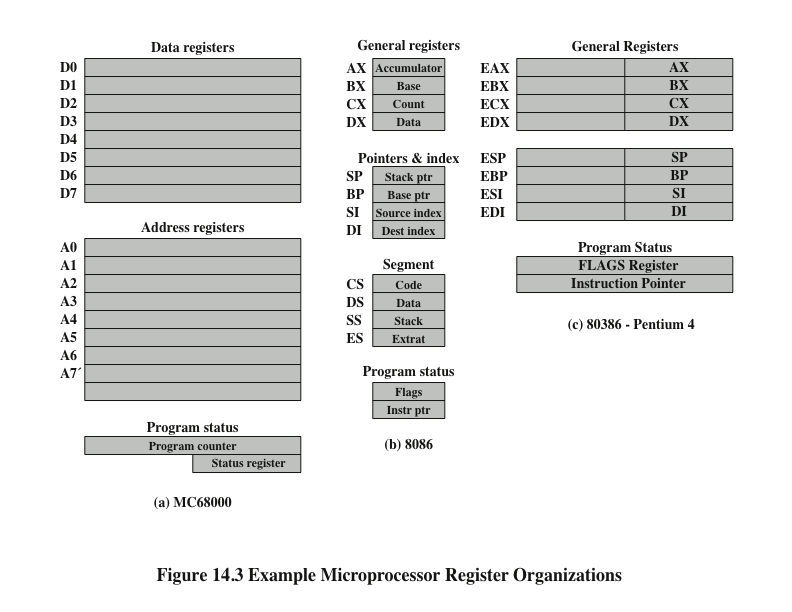 Data registers
D0
D1
D2
D3
D4
D5
D6
D7
Address registers
A0
A1
A2
A3
A4
A5
A6
A7´
Program status
Program counter
Status register
(a) MC68000
General registers
AX Accumulator
BX Base
CX Count
DX Data
Pointers & index
SP Stack ptr
BP Base ptr
SI Source index
DI Dest index
Segment
CS Code
DS Data
SS Stack
ES Extrat
Program status
Flags
Instr ptr
(b) 8086
General Registers
EAX AX
EBX BX
ECX CX
EDX DX
ESP SP
EBP BP
ESI SI
EDI DI
Program Status
FLAGS Register
Instruction Pointer
(c) 80386 - Pentium 4
Figure 14.3 Example Microprocessor Register Organizations